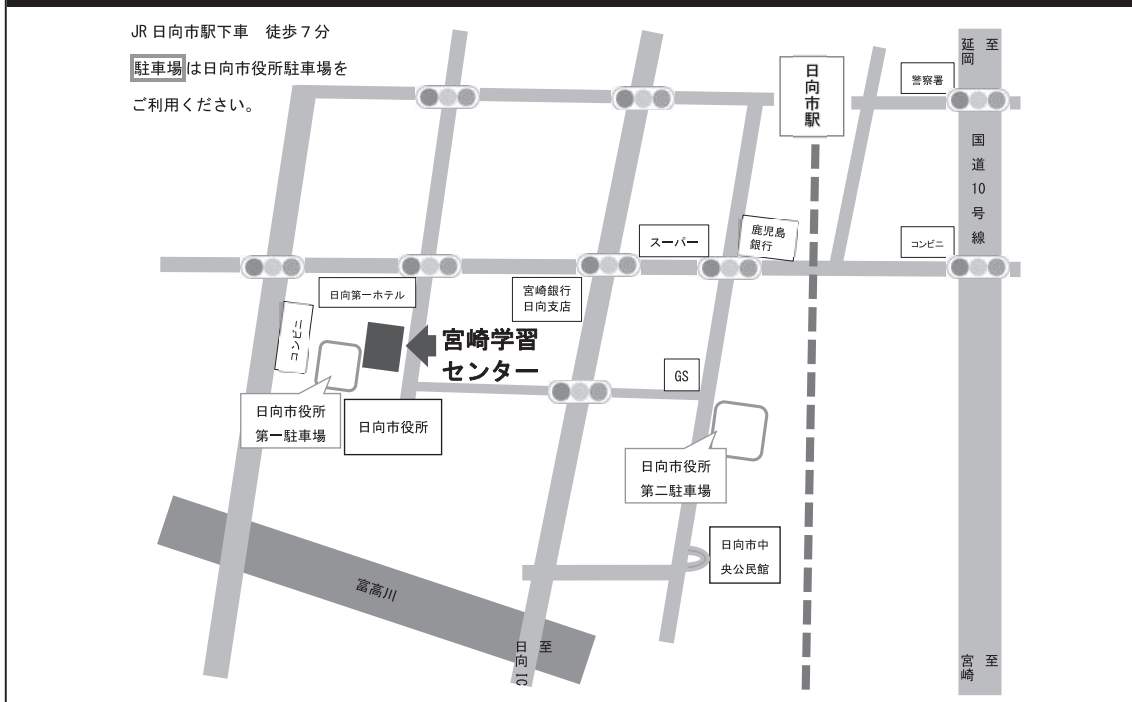 JR 日向市駅下車　徒歩７分
駐車場は日向市役所駐車場を
ご利用ください。
日向市駅
警察署
至
延岡
国道10号線
コンビニ
スーパー
鹿児島
銀行
日向第一ホテル
宮崎銀行
日向支店
コンビニ
宮崎学習
センター
GS
日向市役所
第一駐車場
日向市役所
日向市役所
第二駐車場
日向市中
央公民館
富高川
至
日向IC
至
宮崎